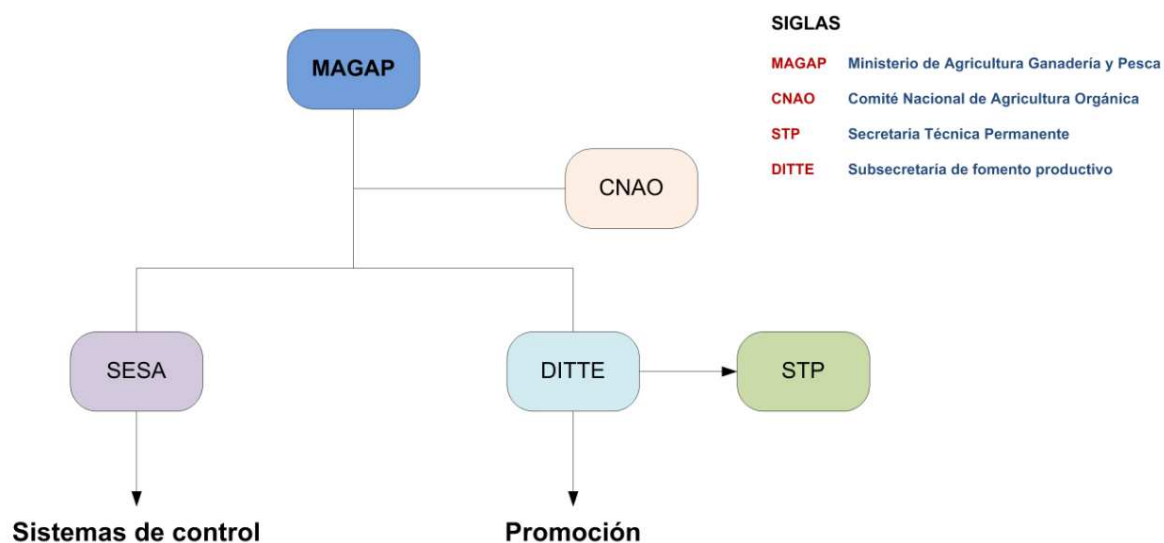 MAGAP
CNAO
SESA
DITTE
STP
Sistemas de control
Promoción
SIGLAS
MAGAP Ministerio de Agricultura Ganadería y Pesca
CNAO Comité Nacional de Agricultura Orgánica
STP Secretaria Técnica Permanente
DITTE Subsecretaría de fomento productivo